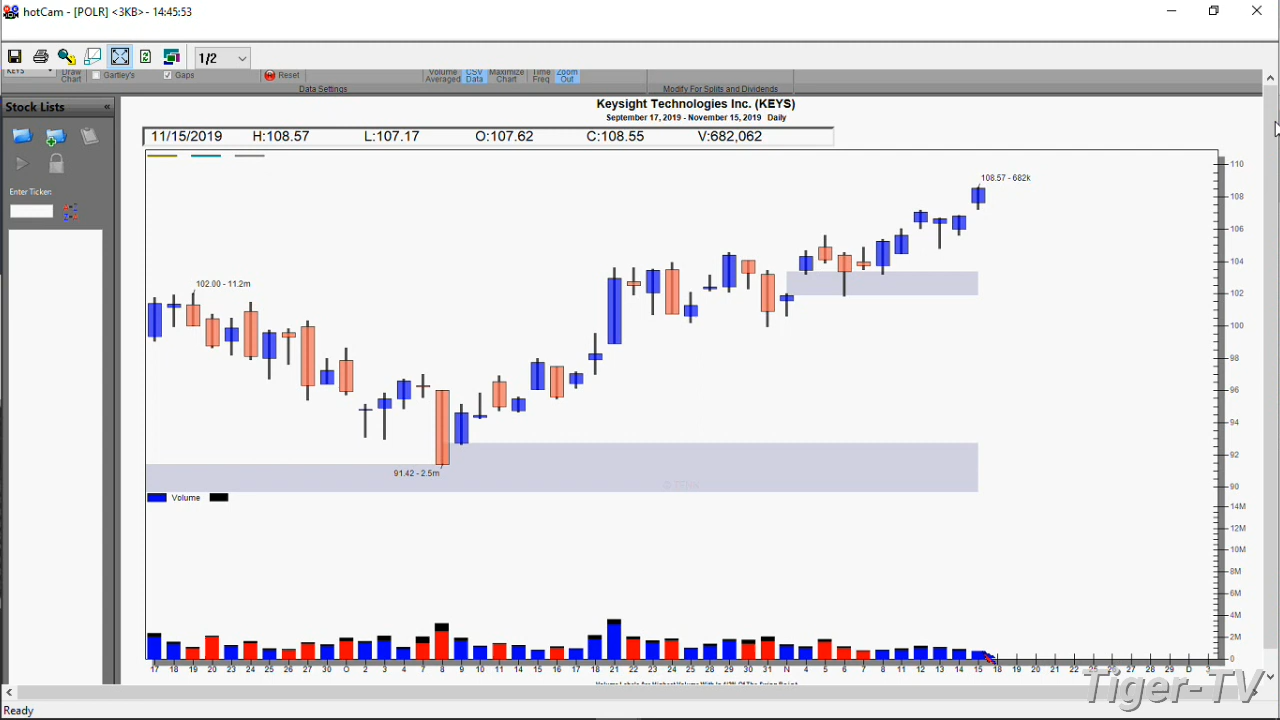 hotCam - [POLR] <3KB> - 14:45:53
1/2
KEYS
Draw Chart
Gartley's
Gaps
Reset
Volume Averaged
CSV Data
Maximize Chart
Time Freq
Zoom Out
Data Settings
Modify For Splits and Dividends
Stock Lists
«
Enter Ticker:
Keysight Technologies Inc. (KEYS)
September 17, 2019 - November 15, 2019 Daily
11/15/2019 H:108.57 L:107.17 O:107.62 C:108.55 V:682,062
108.57 - 682k
102.00 - 11.2m
91.42 - 2.5m
110
108
106
104
102
100
98
96
94
92
90
Volume
14M
12M
10M
8M
6M
4M
2M
0
17 18 19 20 23 24 25 26 27 30 O 2 3 4 7 8 9 10 11 14 15 16 17 18 21 22 23 24 25 28 29 30 31 N 4 5 6 7 8 11 12 13 14 15 18 19 20 21 22 25 26 27 28 29 D 3
Tiger-TV
Ready